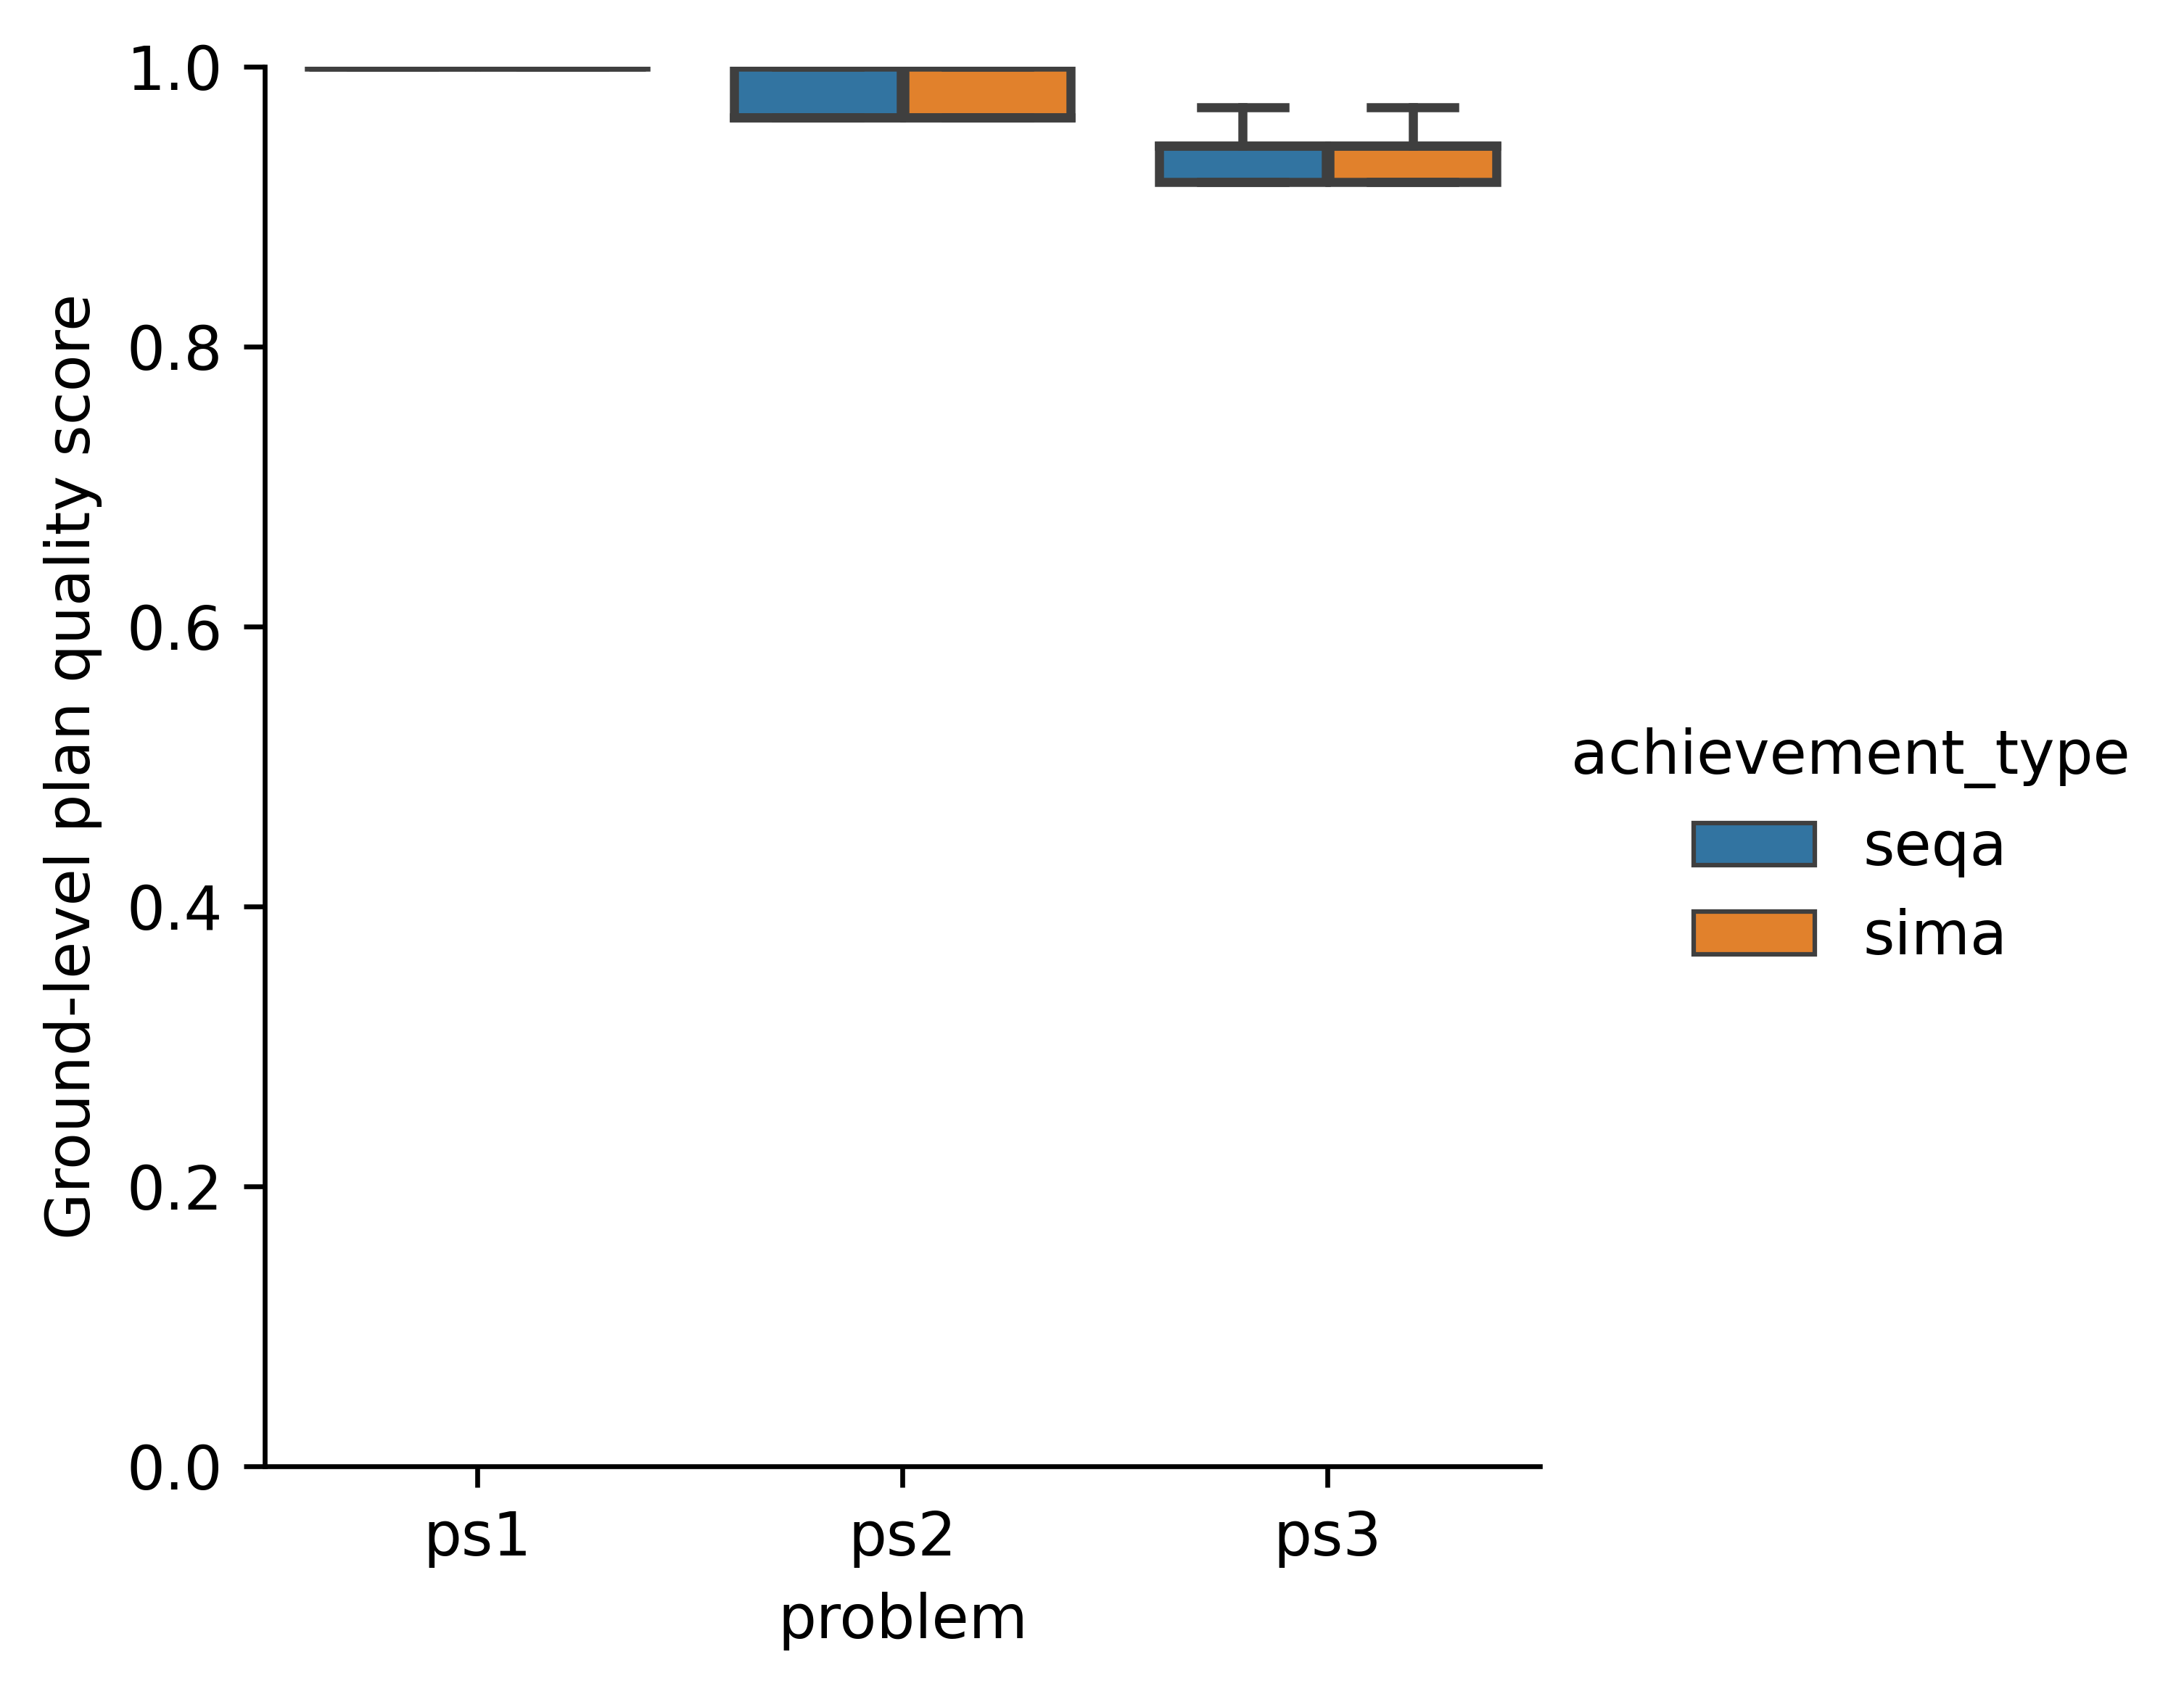 Ground-level plan quality score
1.0
0.8
0.6
0.4
0.2
0.0
ps1 ps2 ps3
problem
achievement_type
seqa
sima